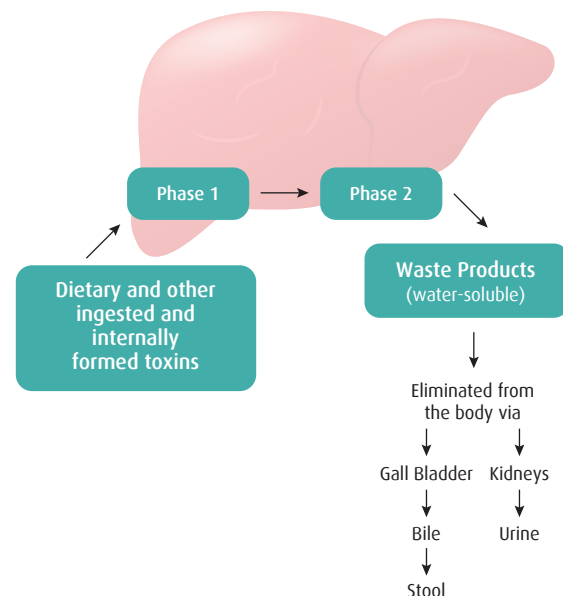 Phase 1
Phase 2
Dietary and other
ingested and
internally
formed toxins
Waste Products
(water-soluble)
Eliminated from
the body via
Gall Bladder
Kidneys
Bile
Urine
Stool